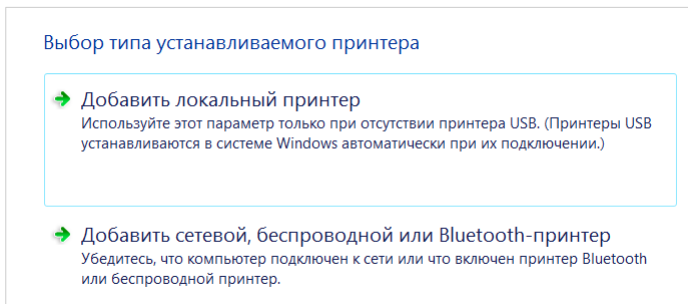 Выбор типа устанавливаемого принтера
Добавить локальный принтер
Используйте этот параметр только при отсутствии принтера USB. (Принтеры USB
устанавливаются в системе Windows автоматически при их подключении.)
Добавить сетевой, беспроводной или Bluetooth-принтер
Убедитесь, что компьютер подключен к сети или что включен принтер Bluetooth
или беспроводной принтер.